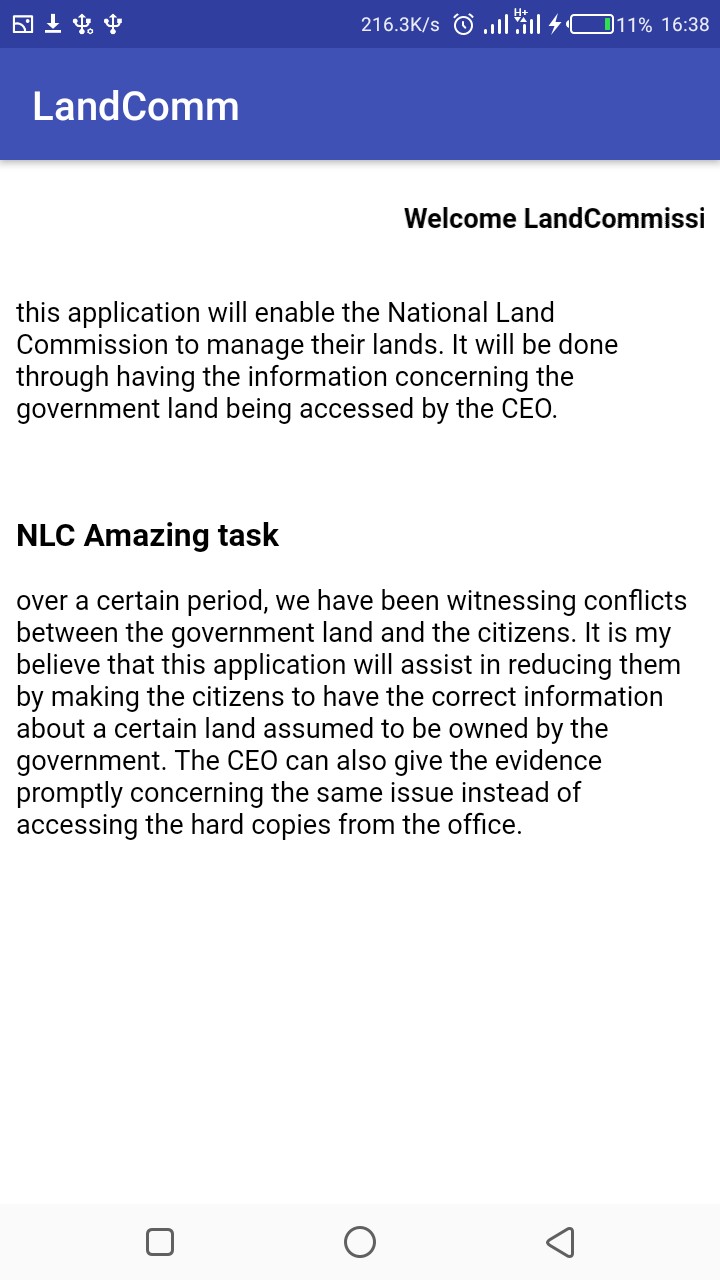 216.3K/s H+ 11% 16:38
LandComm
Welcome LandCommissi
this application will enable the National Land
Commission to manage their lands. It will be done
through having the information concerning the
government land being accessed by the CEO.
NLC Amazing task
over a certain period, we have been witnessing conflicts
between the government land and the citizens. It is my
believe that this application will assist in reducing them
by making the citizens to have the correct information
about a certain land assumed to be owned by the
government. The CEO can also give the evidence
promptly concerning the same issue instead of
accessing the hard copies from the office.